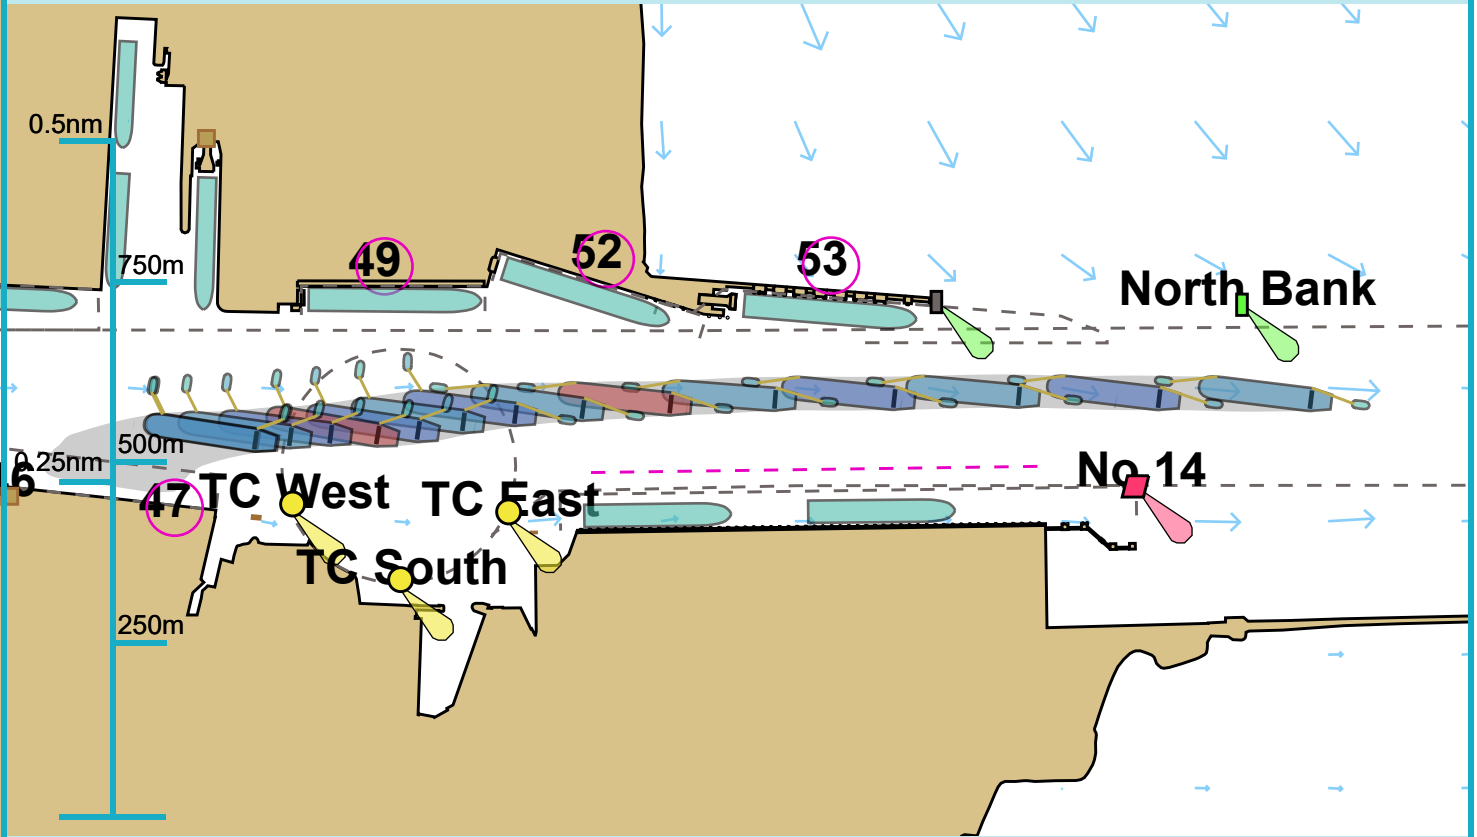 0.5nm
49
52
53
750m
North Bank
500m
0.25nm
6
47
TC West
TC East
No 14
TC South
250m